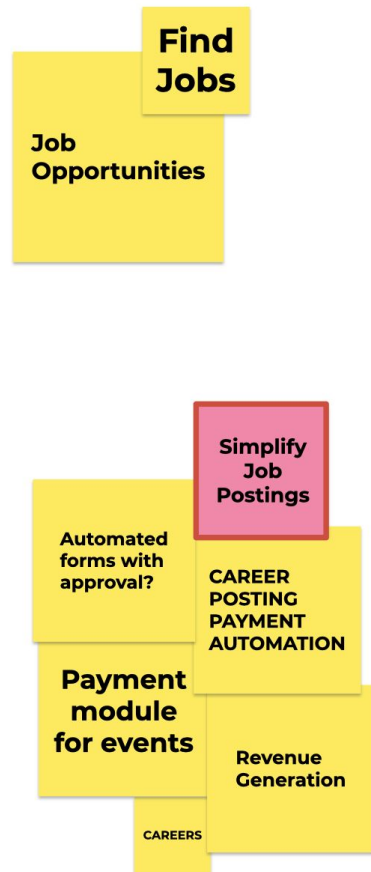 Find
Jobs
Job
Opportunities
Simplify
Job
Postings
Automated
forms with
approval?
CAREER
POSTING
PAYMENT
AUTOMATION
Payment
module
for events
Revenue
Generation
CAREERS